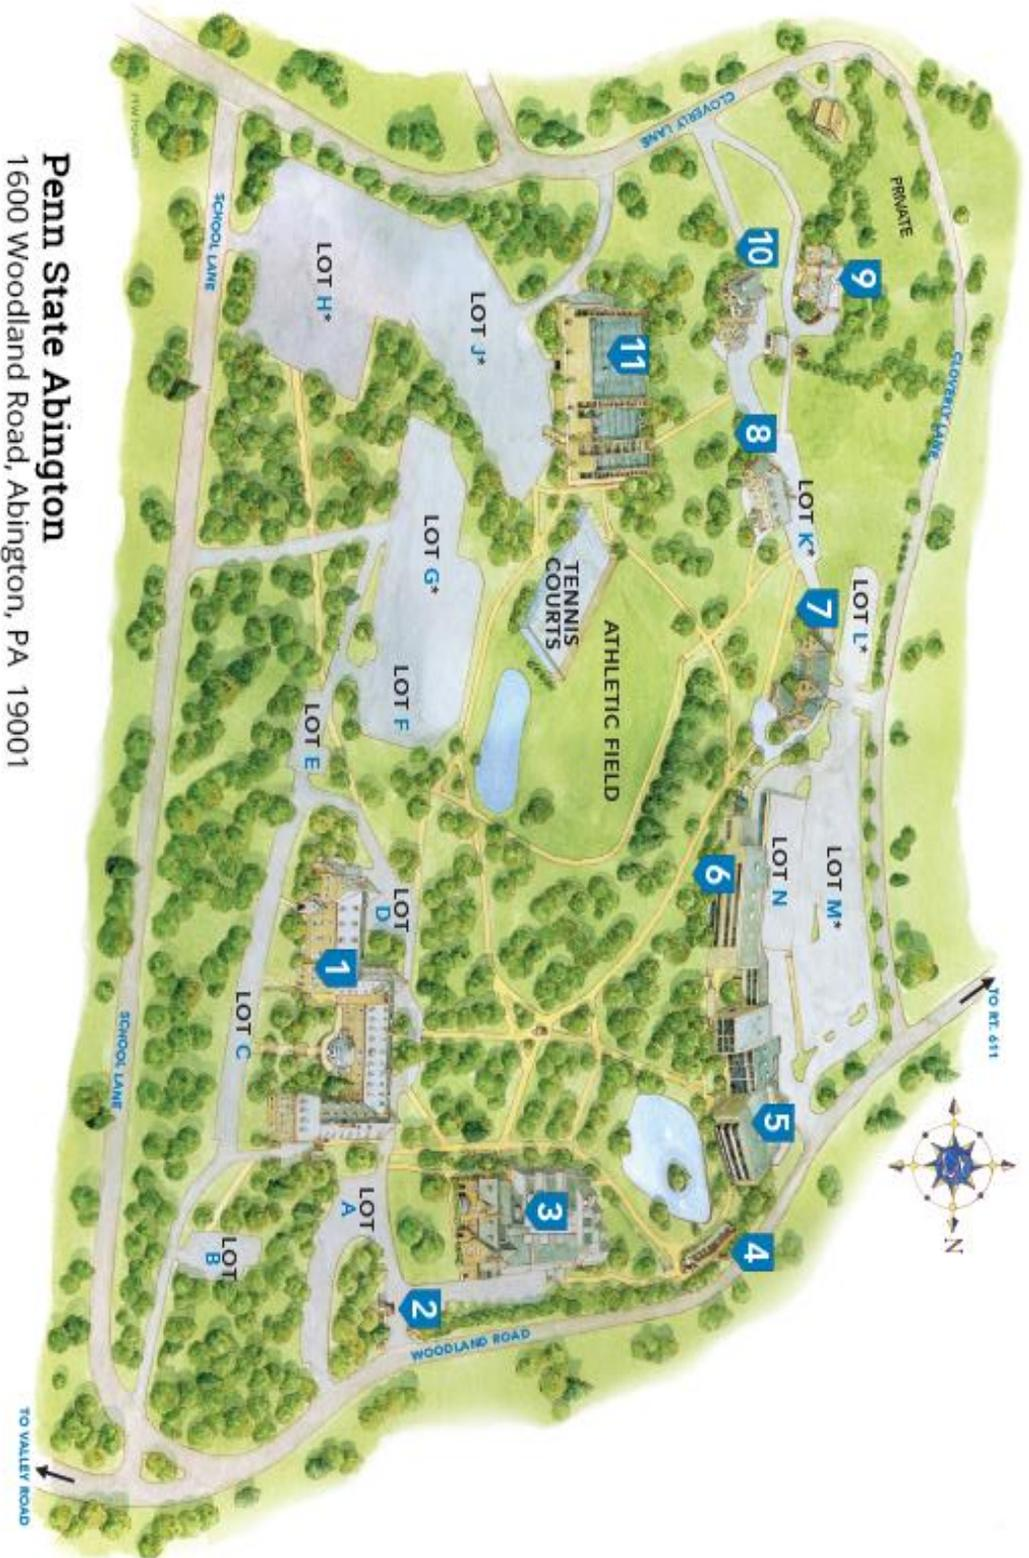 Penn State Abington
1600 Woodland Road, Abington, PA 19001
CLOVERLY LANE
PRIVATE
CLOVERLY LANE
SCHOOL LANE
LOT H*
LOT J*
11
10
9
8
LOT K*
7
LOT L*
LOT G*
TENNIS
COURTS
ATHLETIC FIELD
LOT F
LOT E
LOT
D
1
LOT C
6
LOT N
LOT M*
TO RT. 611
N
5
4
3
2
LOT
A
LOT
B
WOODLAND ROAD
SCHOOL LANE
TO VALLEY ROAD